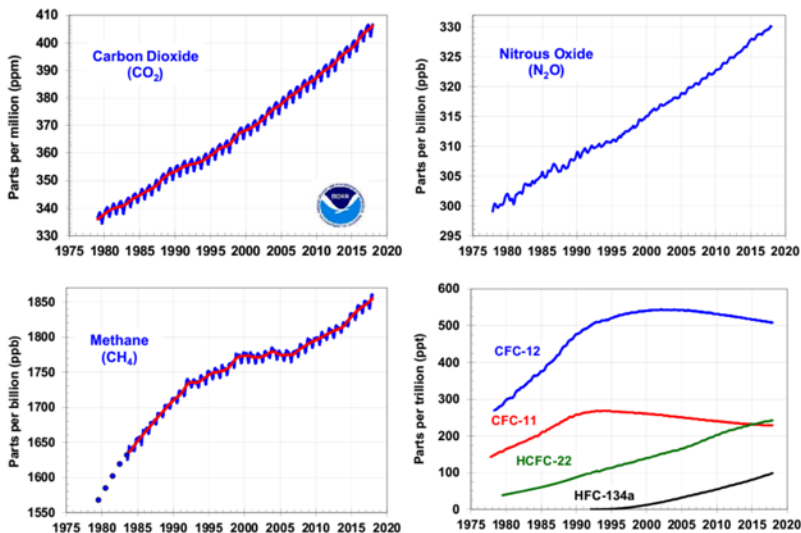 410
400
390
380
370
360
350
340
330
Parts per million (ppm)
Carbon Dioxide
(CO₂)
NOAA
1975 1980 1985 1990 1995 2000 2005 2010 2015 2020
330
325
320
315
310
305
300
295
Parts per billion (ppb)
Nitrous Oxide
(N₂O)
1975 1980 1985 1990 1995 2000 2005 2010 2015 2020
1850
1800
1750
1700
1650
1600
1550
Parts per billion (ppb)
Methane
(CH₄)
1975 1980 1985 1990 1995 2000 2005 2010 2015 2020
600
500
400
300
200
100
0
Parts per trillion (ppt)
CFC-12
CFC-11
HCFC-22
HFC-134a
1975 1980 1985 1990 1995 2000 2005 2010 2015 2020